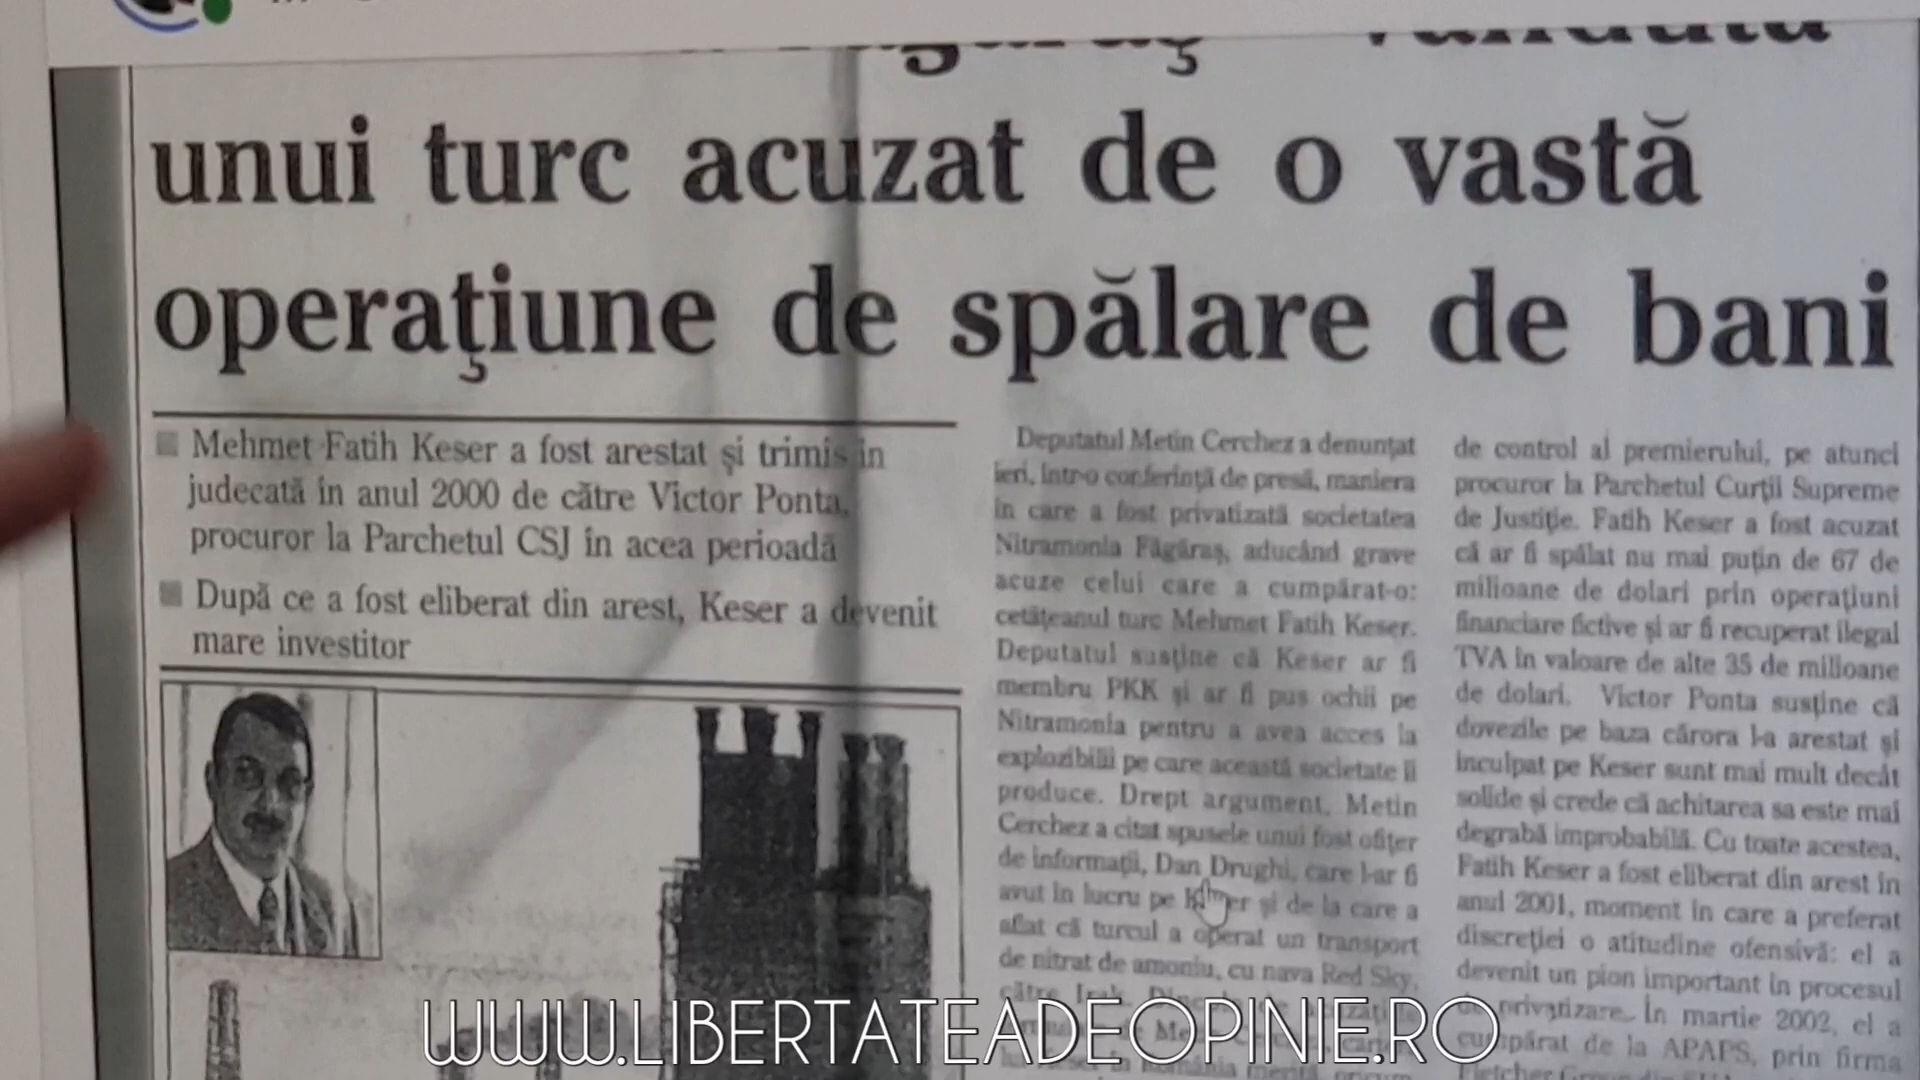 unui turc acuzat de o vastă
operaţiune de spălare de bani
Mehmet Fatih Keser a fost arestat şi trimis în
judecată în anul 2000 de către Victor Ponta,
procuror la Parchetul CSJ în acea perioadă
După ce a fost eliberat din arest, Keser a devenit
mare investitor
Deputatul Metin Cerchez a denunţat
ieri, într-o conferinţă de presă, maniera
în care a fost privatizată societatea
Nitramonia Făgăraş, aducând grave
acuze celui care a cumpărat-o:
cetăţeanul turc Mehmet Fatih Keser.
Deputatul susţine că Keser ar fi
membru PKK şi ar fi pus ochii pe
Nitramonia pentru a avea acces la
explozibilii pe care această societate îi
produce. Drept argument, Metin
Cerchez a citat spusele unui fost ofiţer
de informaţii, Dan Drughi, care l-ar fi
avut în lucru pe şi de la care a
aflat că turcul a operat un transport
de nitrat de amoniu, cu nava Red Sky,
către Irak.
de control al premierului, pe atunci
procuror la Parchetul Curţii Supreme
de Justiţie. Fatih Keser a fost acuzat
că ar fi spălat nu mai puţin de 67 de
milioane de dolari prin operaţiuni
financiare fictive şi ar fi recuperat ilegal
TVA în valoare de alte 35 de milioane
de dolari. Victor Ponta susţine că
dovezile pe baza cărora l-a arestat şi
inculpat pe Keser sunt mai mult decât
solide şi crede că achitarea sa este mai
degrabă improbabilă. Cu toate acestea,
Fatih Keser a fost eliberat din arest în
anul 2001, moment în care a preferat
discreţiei o atitudine ofensivă: el a
devenit un pion important în procesul
de privatizare. În martie 2002, el a
cumpărat de la APAPS, prin firma
WWW.LIBERTATEADEOPINIE.RO